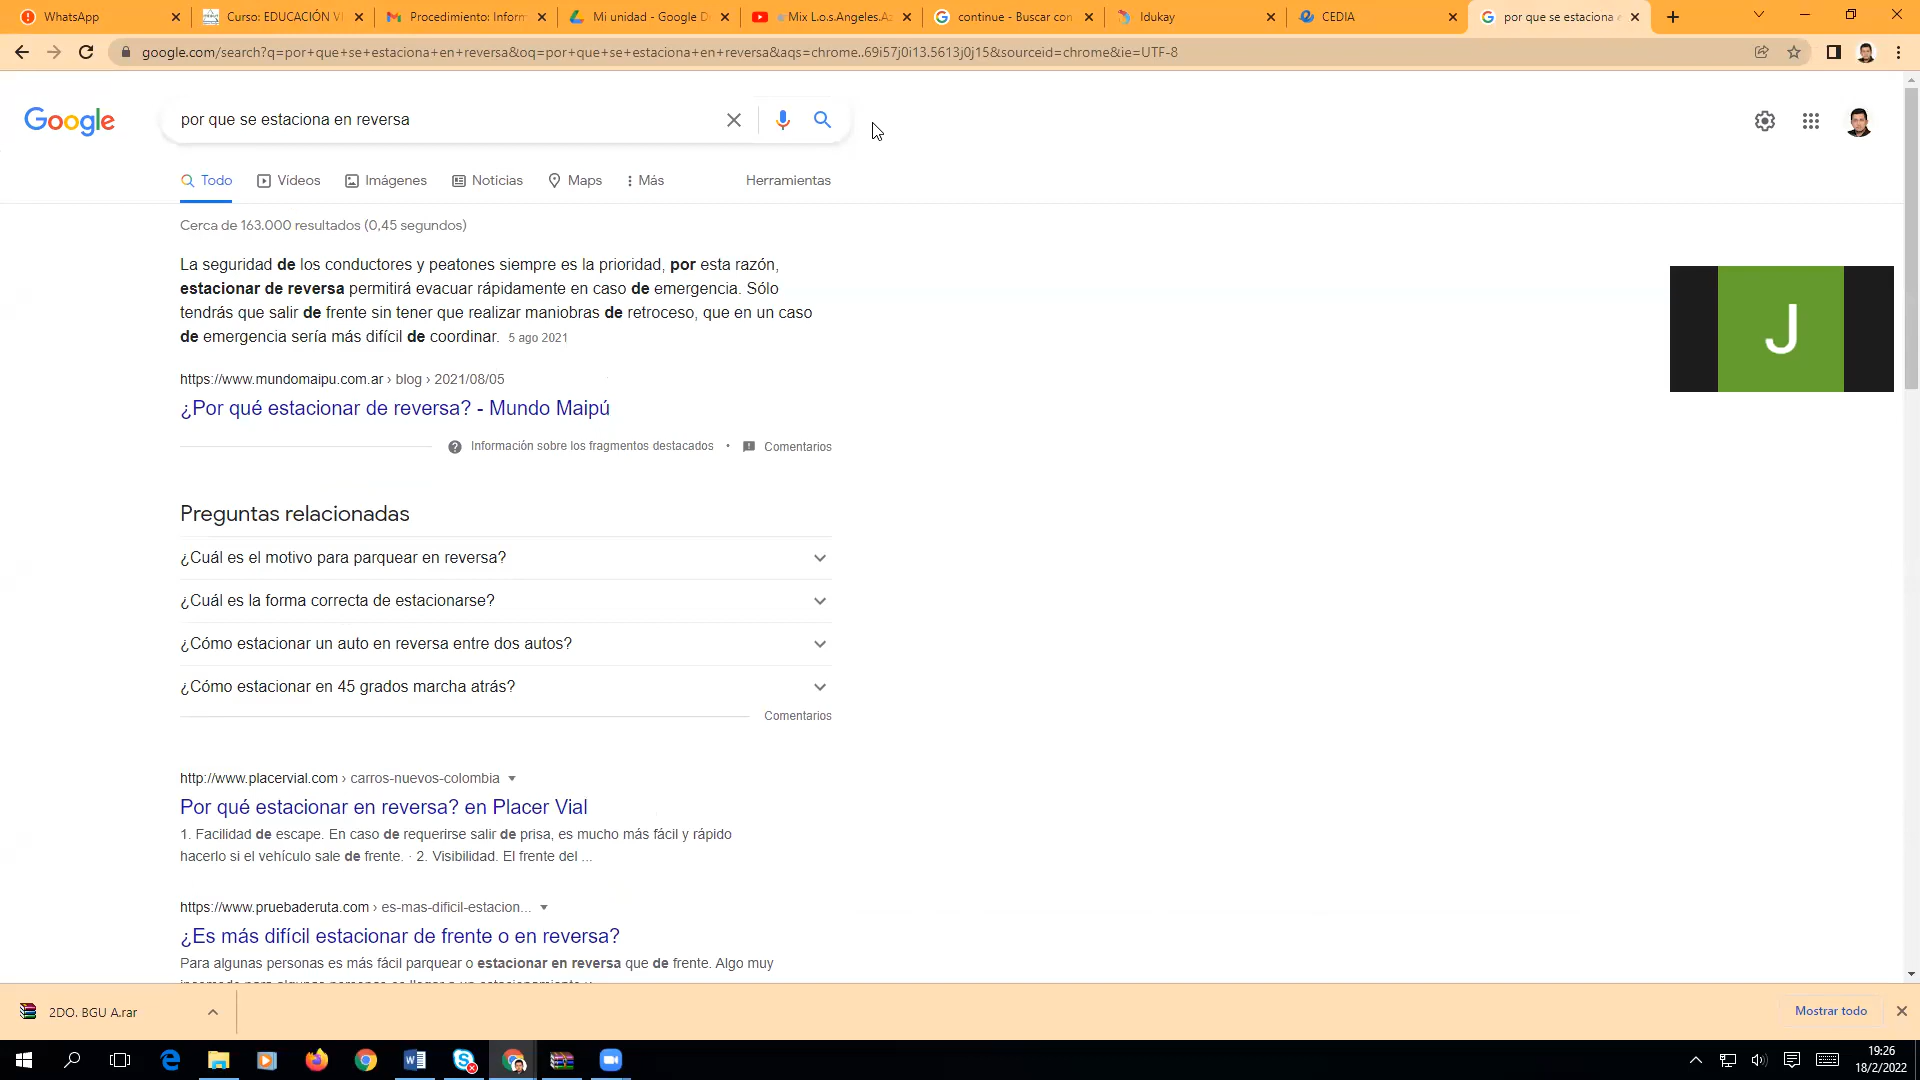 WhatsApp
Curso: EDUCACIÓN VI
Procedimiento: Inform
Mi unidad - Google D
Mix L.o.s.Angeles.Az
continue - Buscar con
Idukay
CEDIA
por que se estaciona e
google.com/search?q=por+que+se+estaciona+en+reversa&oq=por+que+se+estaciona+en+reversa&aqs=chrome..69i57j0i13.5613j0j15&sourceid=chrome&ie=UTF-8
Google
por que se estaciona en reversa
Todo
Vídeos
Imágenes
Noticias
Maps
Más
Herramientas
Cerca de 163.000 resultados (0,45 segundos)
La seguridad de los conductores y peatones siempre es la prioridad, por esta razón,
estacionar de reversa permitirá evacuar rápidamente en caso de emergencia. Sólo
tendrás que salir de frente sin tener que realizar maniobras de retroceso, que en un caso
de emergencia sería más difícil de coordinar. 5 ago 2021
J
https://www.mundomaipu.com.ar › blog › 2021/08/05
¿Por qué estacionar de reversa? - Mundo Maipú
Información sobre los fragmentos destacados • Comentarios
Preguntas relacionadas
¿Cuál es el motivo para parquear en reversa?
¿Cuál es la forma correcta de estacionarse?
¿Cómo estacionar un auto en reversa entre dos autos?
¿Cómo estacionar en 45 grados marcha atrás?
Comentarios
http://www.placervial.com › carros-nuevos-colombia
Por qué estacionar en reversa? en Placer Vial
1. Facilidad de escape. En caso de requerirse salir de prisa, es mucho más fácil y rápido
hacerlo si el vehículo sale de frente. · 2. Visibilidad. El frente del ...
https://www.pruebaderuta.com › es-mas-dificil-estacion...
¿Es más difícil estacionar de frente o en reversa?
Para algunas personas es más fácil parquear o estacionar en reversa que de frente. Algo muy
2DO. BGU A.rar
Mostrar todo
19:26
18/2/2022